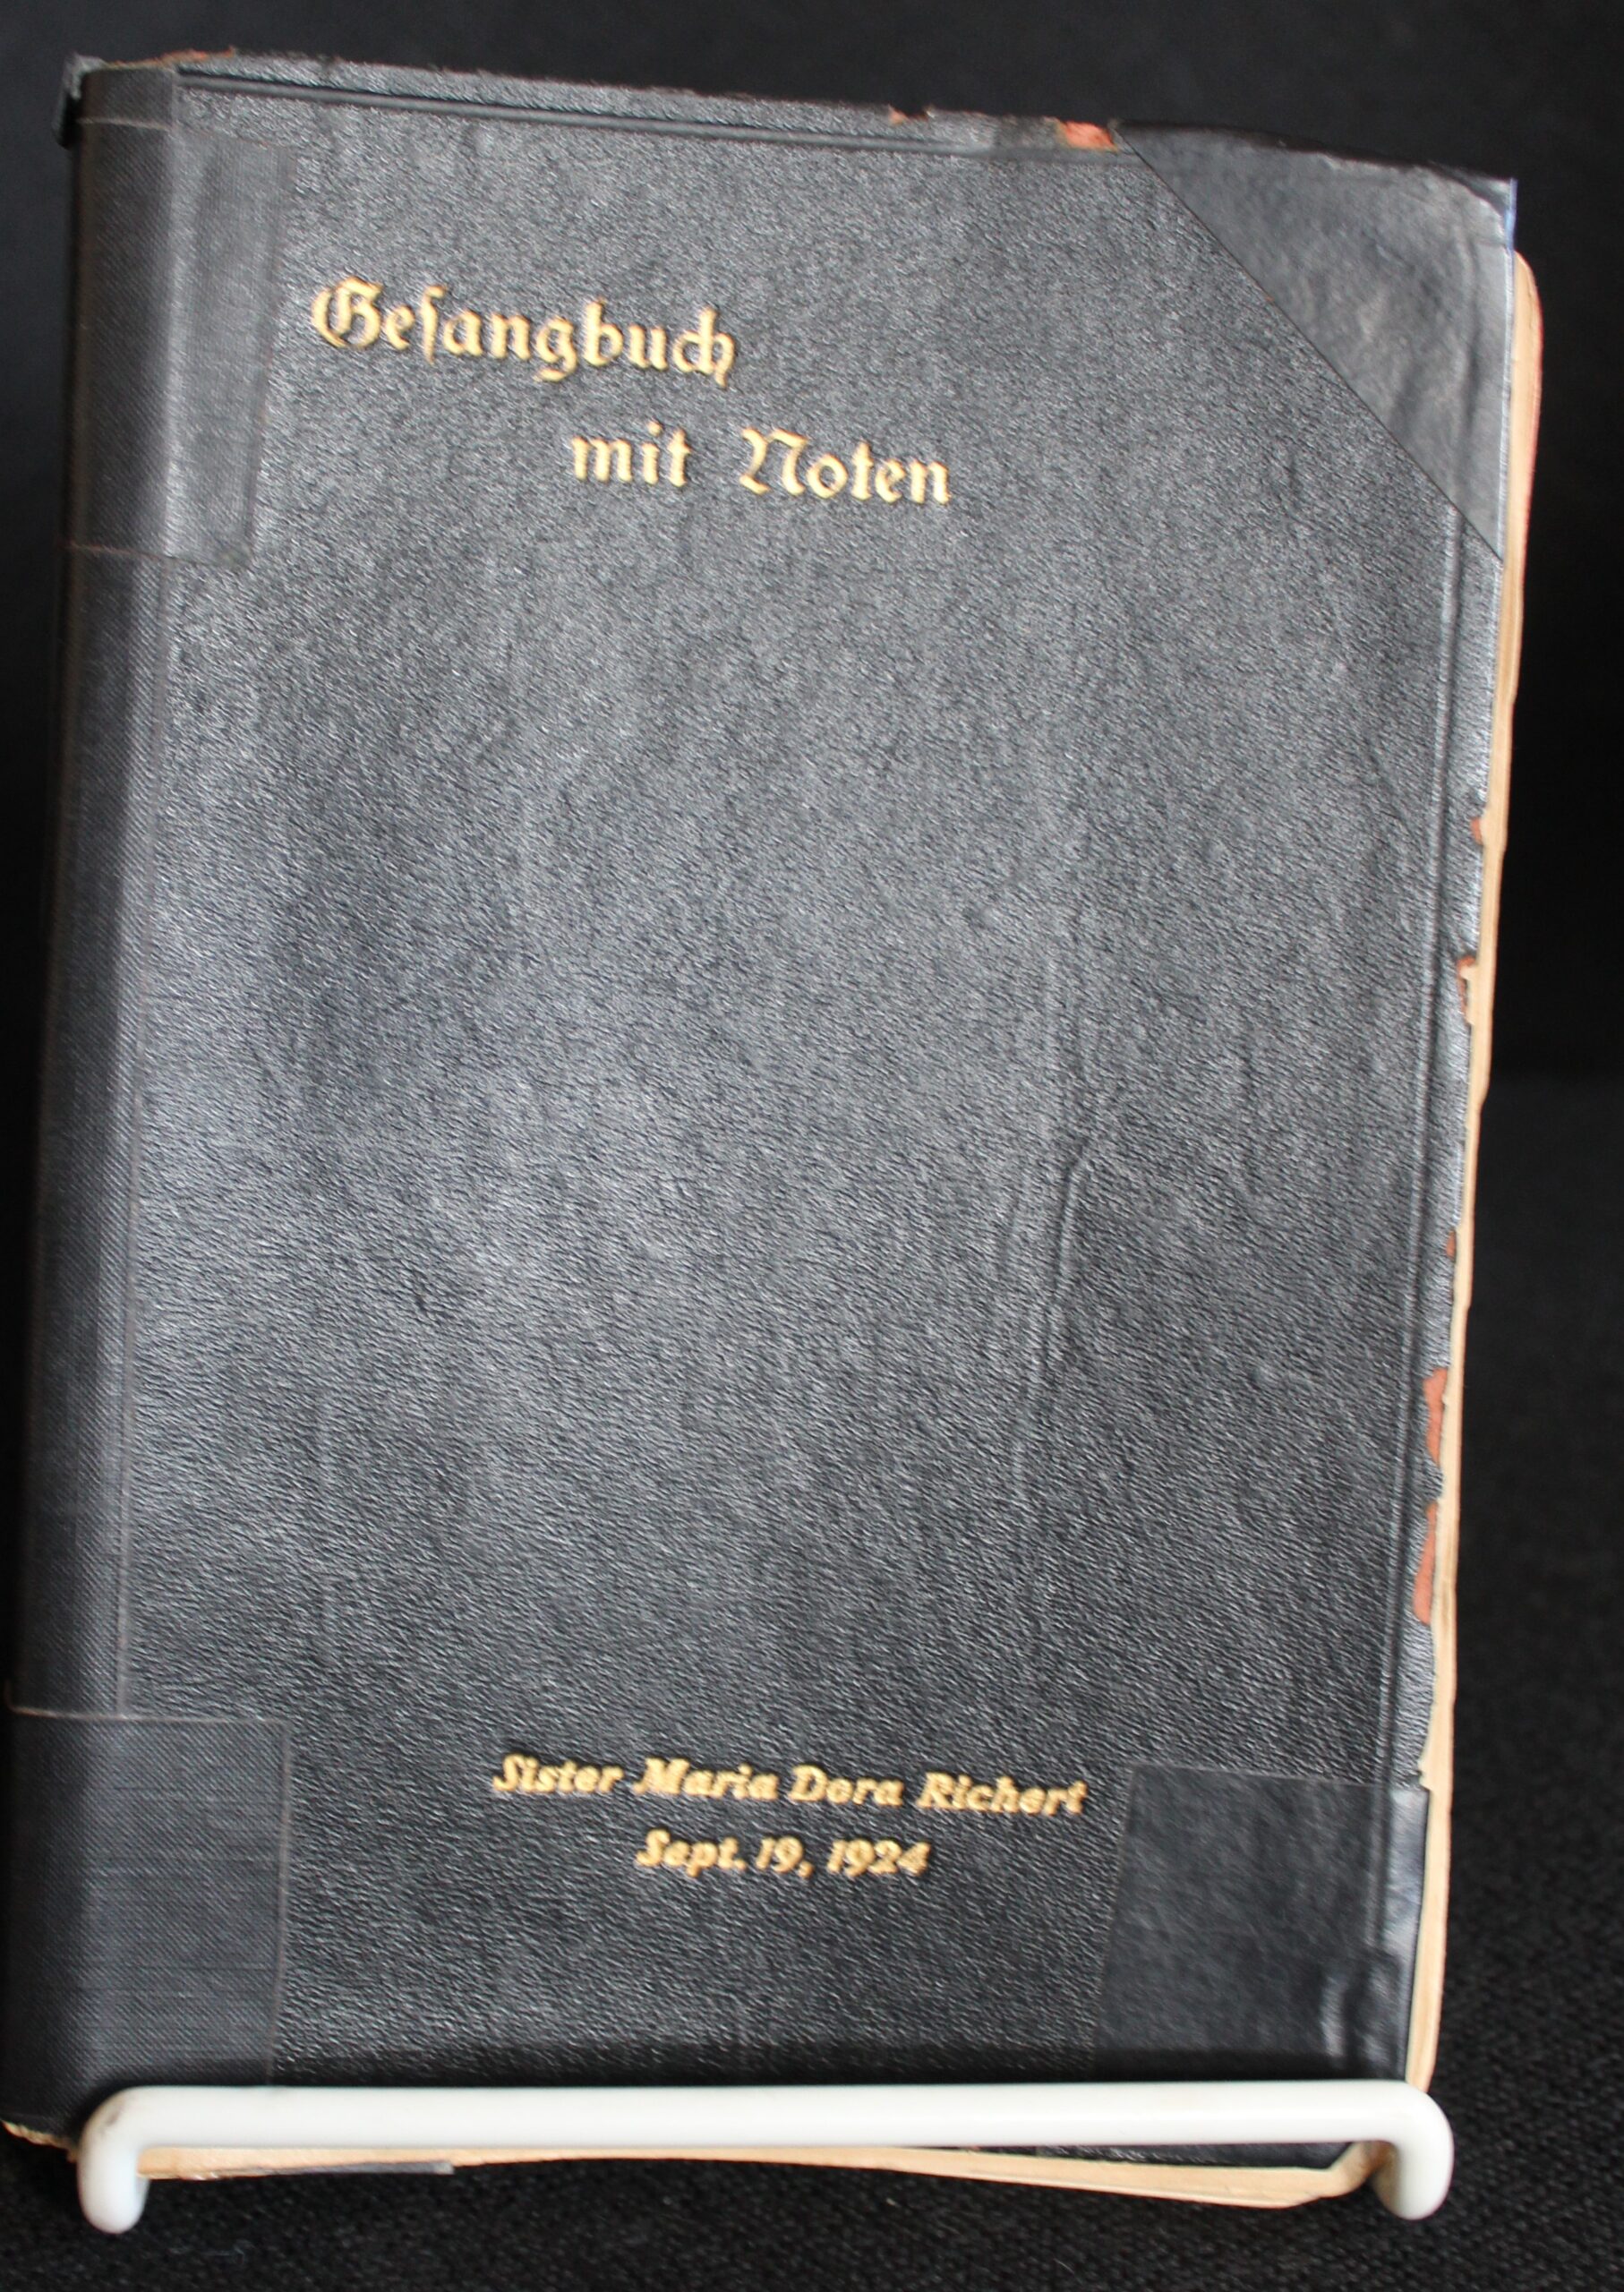 Geſangbuch
mit Noten
Sister Maria Dora Richert
Sept. 19, 1924